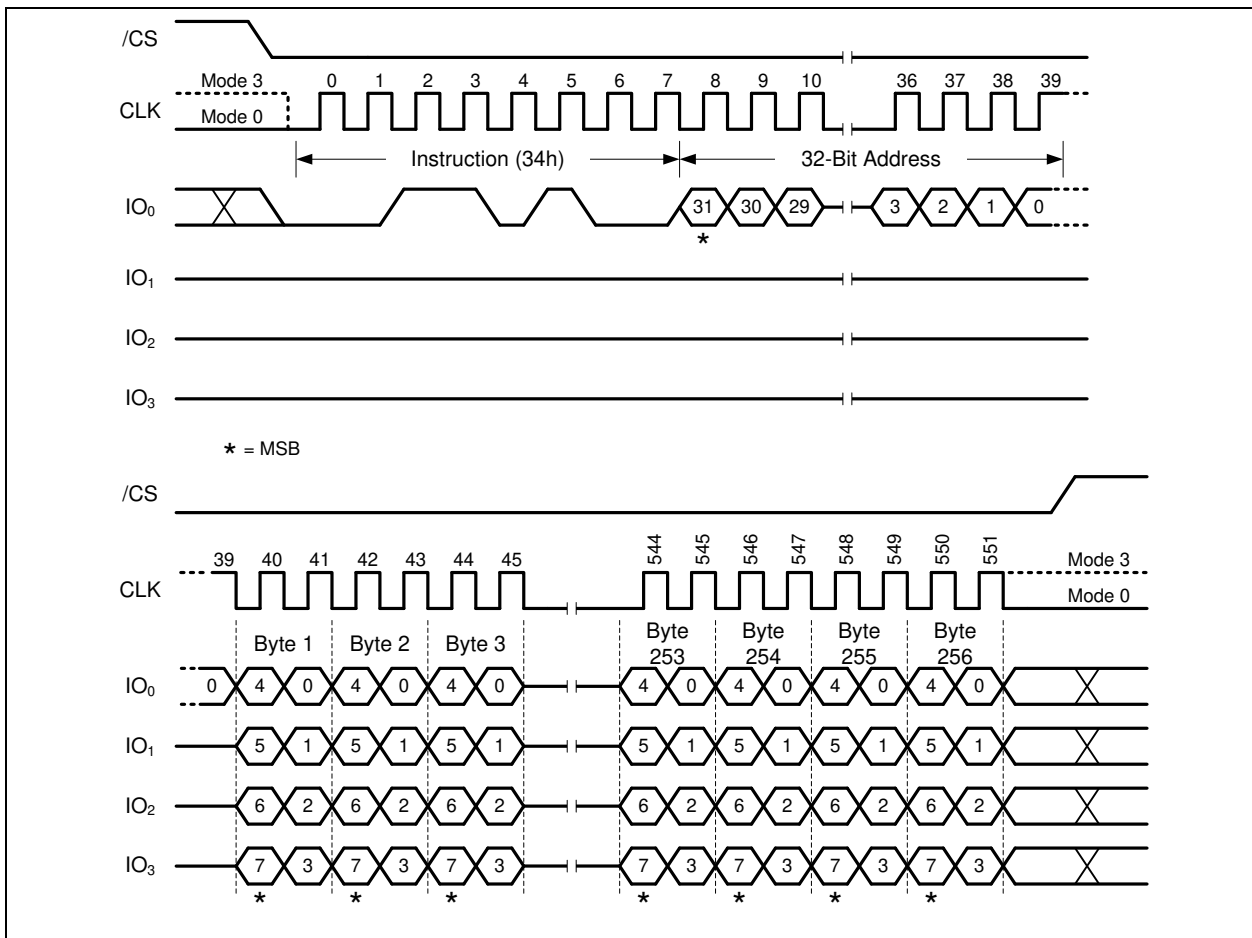 /CS
Mode 3 0 1 2 3 4 5 6 7 8 9 10 36 37 38 39
CLK
Mode 0
Instruction (34h) 32-Bit Address
IO0 31 30 29 3 2 1 0
*
IO1
IO2
IO3
* = MSB
/CS
39 40 41 42 43 44 45 544 545 546 547 548 549 550 551
Mode 3
CLK
Mode 0
Byte 1 Byte 2 Byte 3 Byte 253 Byte 254 Byte 255 Byte 256
IO0 0 4 0 4 0 4 0 4 0 4 0 4 0 4 0
IO1 5 1 5 1 5 1 5 1 5 1 5 1 5 1
IO2 6 2 6 2 6 2 6 2 6 2 6 2 6 2
IO3 7 3 7 3 7 3 7 3 7 3 7 3 7 3
* * * * * * *